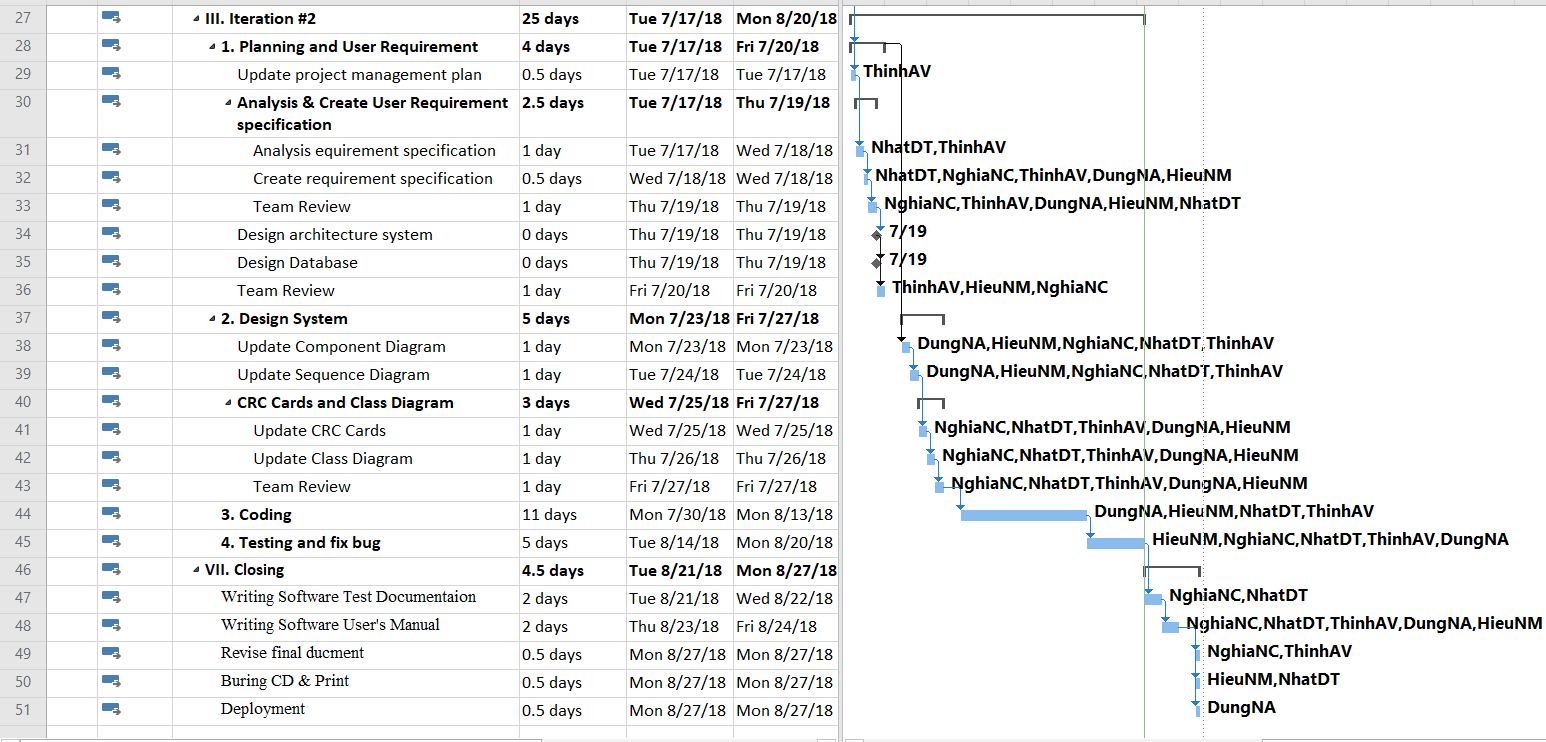 27 III. Iteration #2 25 days Tue 7/17/18 Mon 8/20/18
28 1. Planning and User Requirement 4 days Tue 7/17/18 Fri 7/20/18
29 Update project management plan 0.5 days Tue 7/17/18 Tue 7/17/18 ThinhAV
30 Analysis & Create User Requirement 2.5 days Tue 7/17/18 Thu 7/19/18
specification
31 Analysis equirement specification 1 day Tue 7/17/18 Wed 7/18/18 NhatDT,ThinhAV
32 Create requirement specification 0.5 days Wed 7/18/18 Wed 7/18/18 NhatDT,NghiaNC,ThinhAV,DungNA,HieuNM
33 Team Review 1 day Thu 7/19/18 Thu 7/19/18 NghiaNC,ThinhAV,DungNA,HieuNM,NhatDT
34 Design architecture system 0 days Thu 7/19/18 Thu 7/19/18 7/19
35 Design Database 0 days Thu 7/19/18 Thu 7/19/18 7/19
36 Team Review 1 day Fri 7/20/18 Fri 7/20/18 ThinhAV,HieuNM,NghiaNC
37 2. Design System 5 days Mon 7/23/18 Fri 7/27/18
38 Update Component Diagram 1 day Mon 7/23/18 Mon 7/23/18 DungNA,HieuNM,NghiaNC,NhatDT,ThinhAV
39 Update Sequence Diagram 1 day Tue 7/24/18 Tue 7/24/18 DungNA,HieuNM,NghiaNC,NhatDT,ThinhAV
40 CRC Cards and Class Diagram 3 days Wed 7/25/18 Fri 7/27/18
41 Update CRC Cards 1 day Wed 7/25/18 Wed 7/25/18 NghiaNC,NhatDT,ThinhAV,DungNA,HieuNM
42 Update Class Diagram 1 day Thu 7/26/18 Thu 7/26/18 NghiaNC,NhatDT,ThinhAV,DungNA,HieuNM
43 Team Review 1 day Fri 7/27/18 Fri 7/27/18 NghiaNC,NhatDT,ThinhAV,DungNA,HieuNM
44 3. Coding 11 days Mon 7/30/18 Mon 8/13/18 DungNA,HieuNM,NhatDT,ThinhAV
45 4. Testing and fix bug 5 days Tue 8/14/18 Mon 8/20/18 HieuNM,NghiaNC,NhatDT,ThinhAV,DungNA
46 VII. Closing 4.5 days Tue 8/21/18 Mon 8/27/18
47 Writing Software Test Documentaion 2 days Tue 8/21/18 Wed 8/22/18 NghiaNC,NhatDT
48 Writing Software User's Manual 2 days Thu 8/23/18 Fri 8/24/18 NghiaNC,NhatDT,ThinhAV,DungNA,HieuNM
49 Revise final ducment 0.5 days Mon 8/27/18 Mon 8/27/18 NghiaNC,ThinhAV
50 Buring CD & Print 0.5 days Mon 8/27/18 Mon 8/27/18 HieuNM,NhatDT
51 Deployment 0.5 days Mon 8/27/18 Mon 8/27/18 DungNA